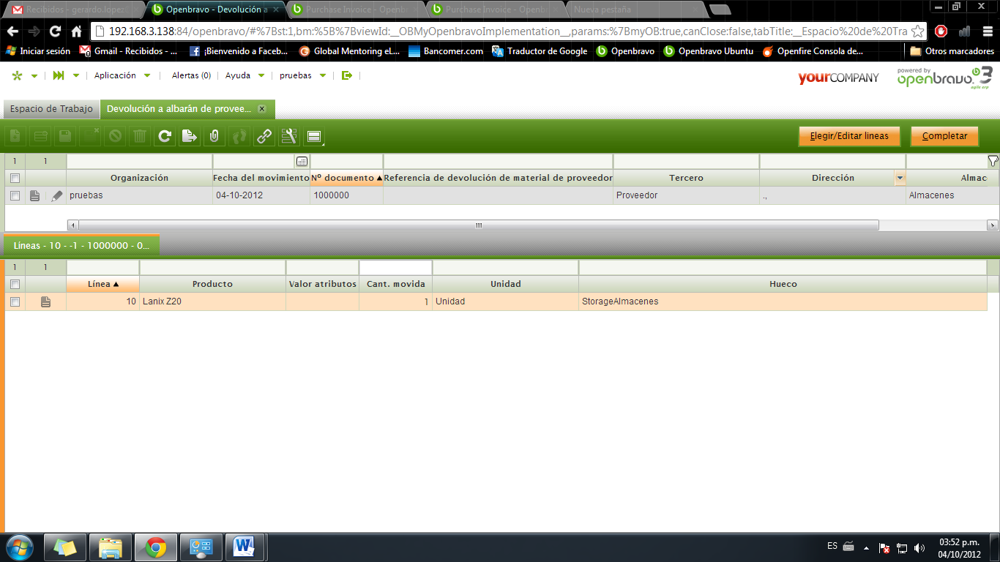 Recibidos - gerardo.lopez
Openbravo - Devolución a
Purchase Invoice - Openb
Purchase Invoice - Openb
Nueva pestaña
192.168.3.138:84/openbravo/#%7Bst:1,bm:%5B%7BviewId:__OBMyOpenbravoImplementation__,params:%7BmyOB:true,canClose:false,tabTitle:__Espacio%20de%20Tra
Iniciar sesión
Gmail - Recibidos - ...
¡Bienvenido a Faceb...
Global Mentoring eL...
Bancomer.com
Traductor de Google
Openbravo
Openbravo Ubuntu
Openfire Consola de...
Otros marcadores
Aplicación
Alertas (0)
Ayuda
pruebas
yourCOMPANY
powered by
openbravo 3
agile erp
Espacio de Trabajo
Devolución a albarán de provee...
Elegir/Editar lineas
Completar
1 1
Organización Fecha del movimiento Nº documento Referencia de devolución de material de proveedor Tercero Dirección Almac
pruebas 04-10-2012 1000000 Proveedor ., Almacenes
Líneas - 10 - -1 - 1000000 - 0...
1 1
Línea Producto Valor atributos Cant. movida Unidad Hueco
10 Lanix Z20 1 Unidad StorageAlmacenes
ES
03:52 p.m.
04/10/2012